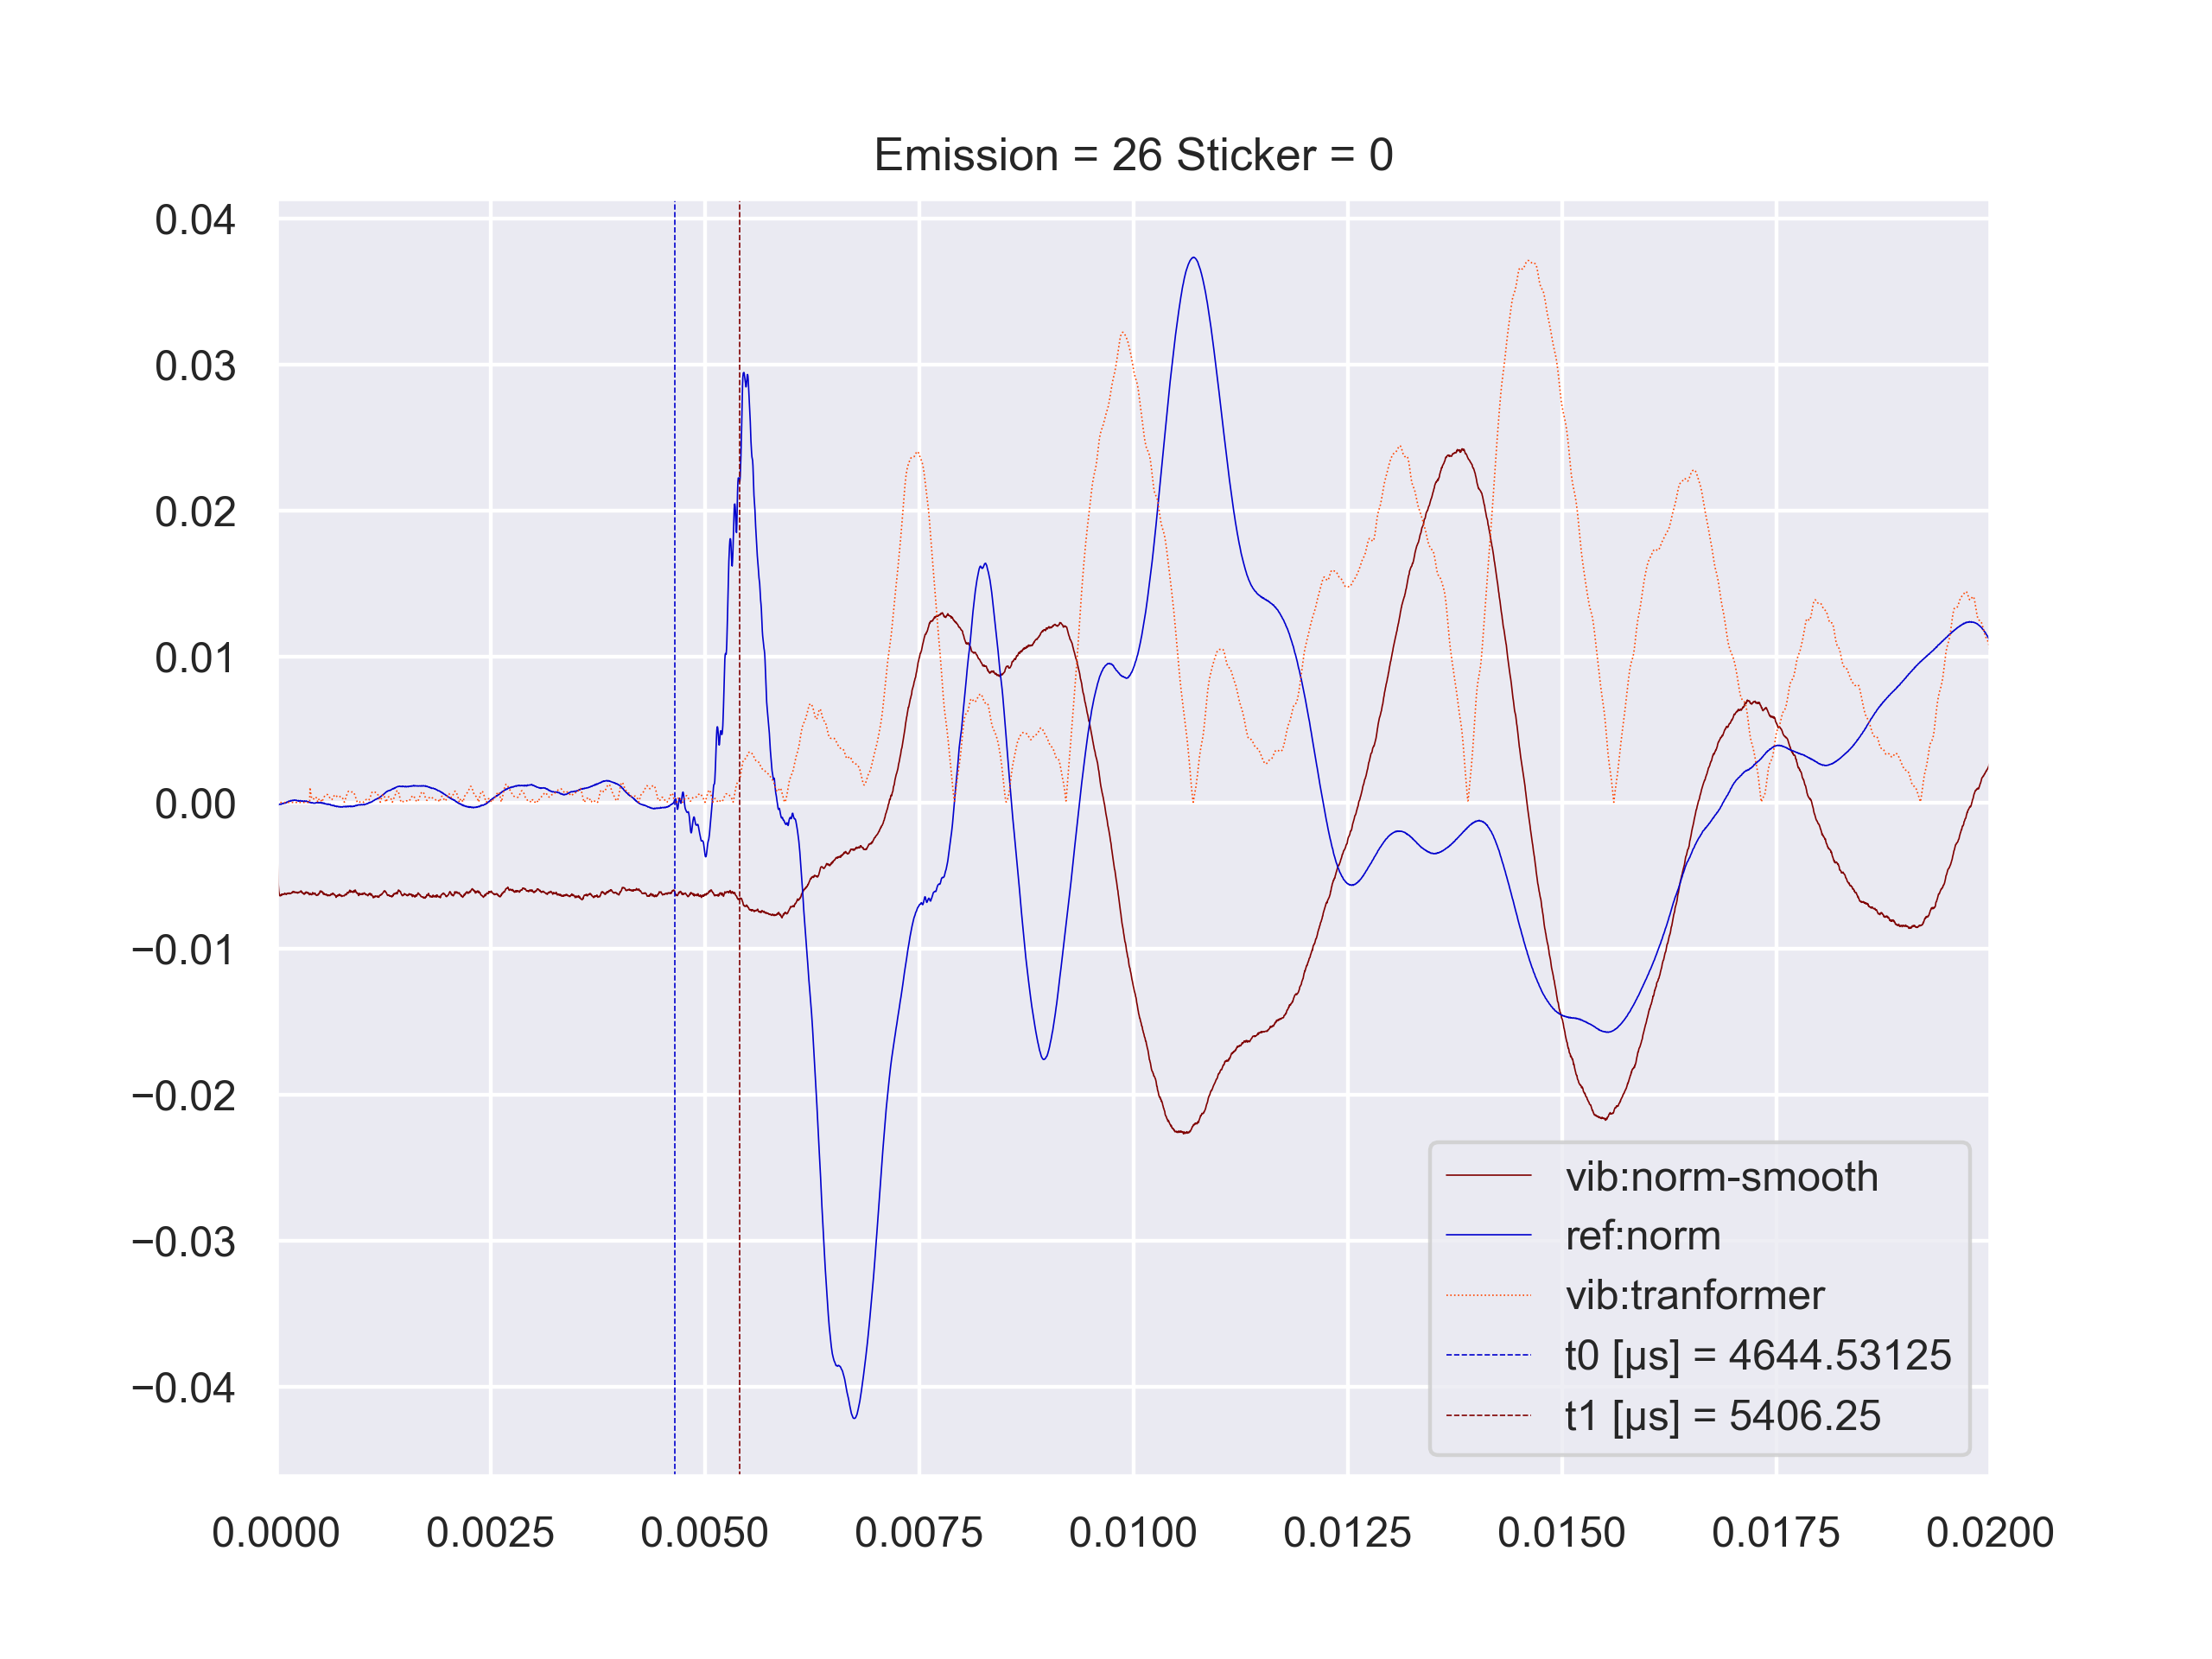 Emission = 26 Sticker = 0
0.04
0.03
0.02
0.01
0.00
−0.01
−0.02
−0.03
−0.04
vib:norm-smooth
ref:norm
vib:tranformer
t0 [μs] = 4644.53125
t1 [μs] = 5406.25
0.0000 0.0025 0.0050 0.0075 0.0100 0.0125 0.0150 0.0175 0.0200